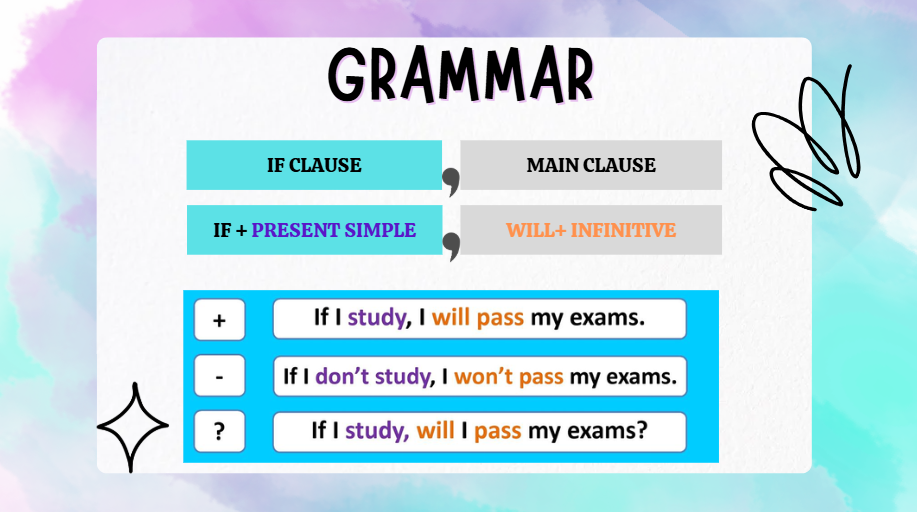 GRAMMAR
IF CLAUSE , MAIN CLAUSE
IF + PRESENT SIMPLE , WILL+ INFINITIVE
+ If I study, I will pass my exams.
- If I don't study, I won't pass my exams.
? If I study, will I pass my exams?